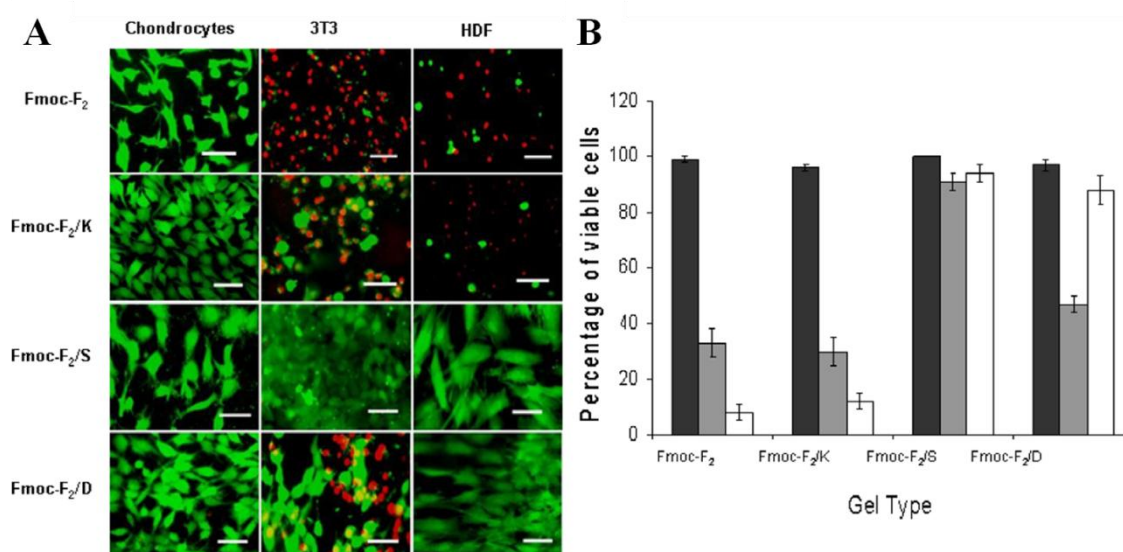 A
Chondrocytes 3T3 HDF
Fmoc-F₂
Fmoc-F₂/K
Fmoc-F₂/S
Fmoc-F₂/D
B
Percentage of viable cells
120
100
80
60
40
20
0
Fmoc-F₂ Fmoc-F₂/K Fmoc-F₂/S Fmoc-F₂/D
Gel Type